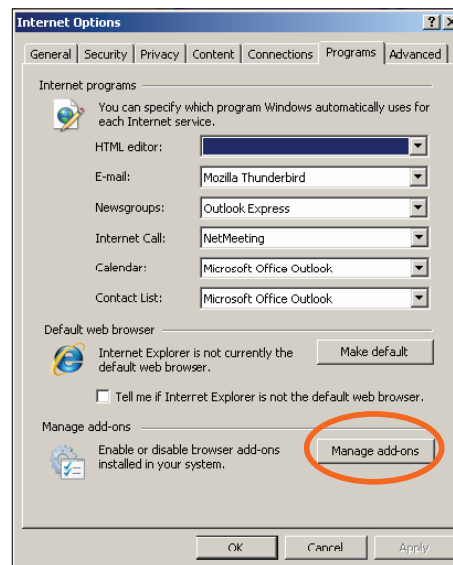 Internet Options
General Security Privacy Content Connections Programs Advanced
Internet programs
You can specify which program Windows automatically uses for
each Internet service.
HTML editor:
E-mail: Mozilla Thunderbird
Newsgroups: Outlook Express
Internet Call: NetMeeting
Calendar: Microsoft Office Outlook
Contact List: Microsoft Office Outlook
Default web browser
Internet Explorer is not currently the
default web browser.
Make default
Tell me if Internet Explorer is not the default web browser.
Manage add-ons
Enable or disable browser add-ons
installed in your system.
Manage add-ons
OK Cancel Apply